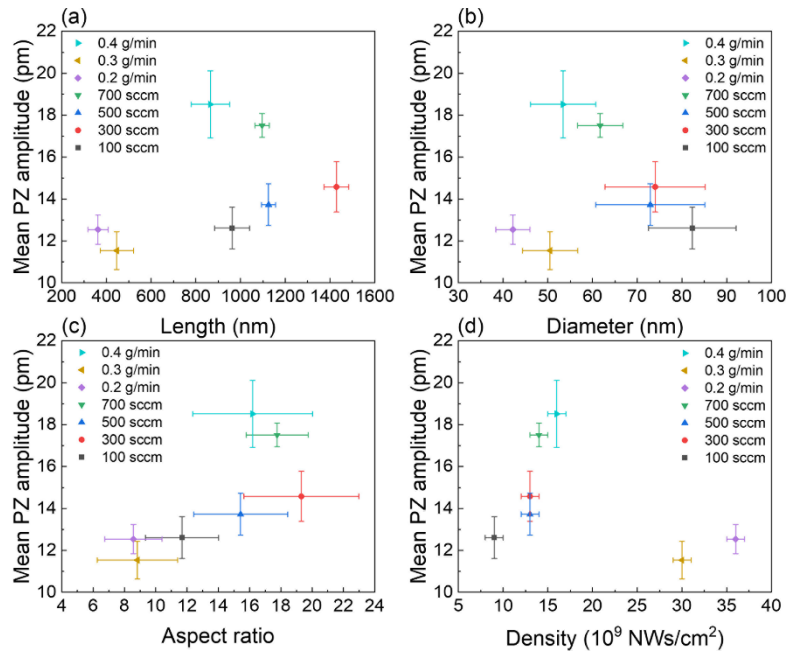 (a)
22
20
18
16
14
12
10
Mean PZ amplitude (pm)
0.4 g/min
0.3 g/min
0.2 g/min
700 sccm
500 sccm
300 sccm
100 sccm
200 400 600 800 1000 1200 1400 1600
Length (nm)
(b)
22
20
18
16
14
12
10
Mean PZ amplitude (pm)
0.4 g/min
0.3 g/min
0.2 g/min
700 sccm
500 sccm
300 sccm
100 sccm
30 40 50 60 70 80 90 100
Diameter (nm)
(c)
22
20
18
16
14
12
10
Mean PZ amplitude (pm)
0.4 g/min
0.3 g/min
0.2 g/min
700 sccm
500 sccm
300 sccm
100 sccm
4 6 8 10 12 14 16 18 20 22 24
Aspect ratio
(d)
22
20
18
16
14
12
10
Mean PZ amplitude (pm)
0.4 g/min
0.3 g/min
0.2 g/min
700 sccm
500 sccm
300 sccm
100 sccm
5 10 15 20 25 30 35 40
Density (10⁹ NWs/cm²)